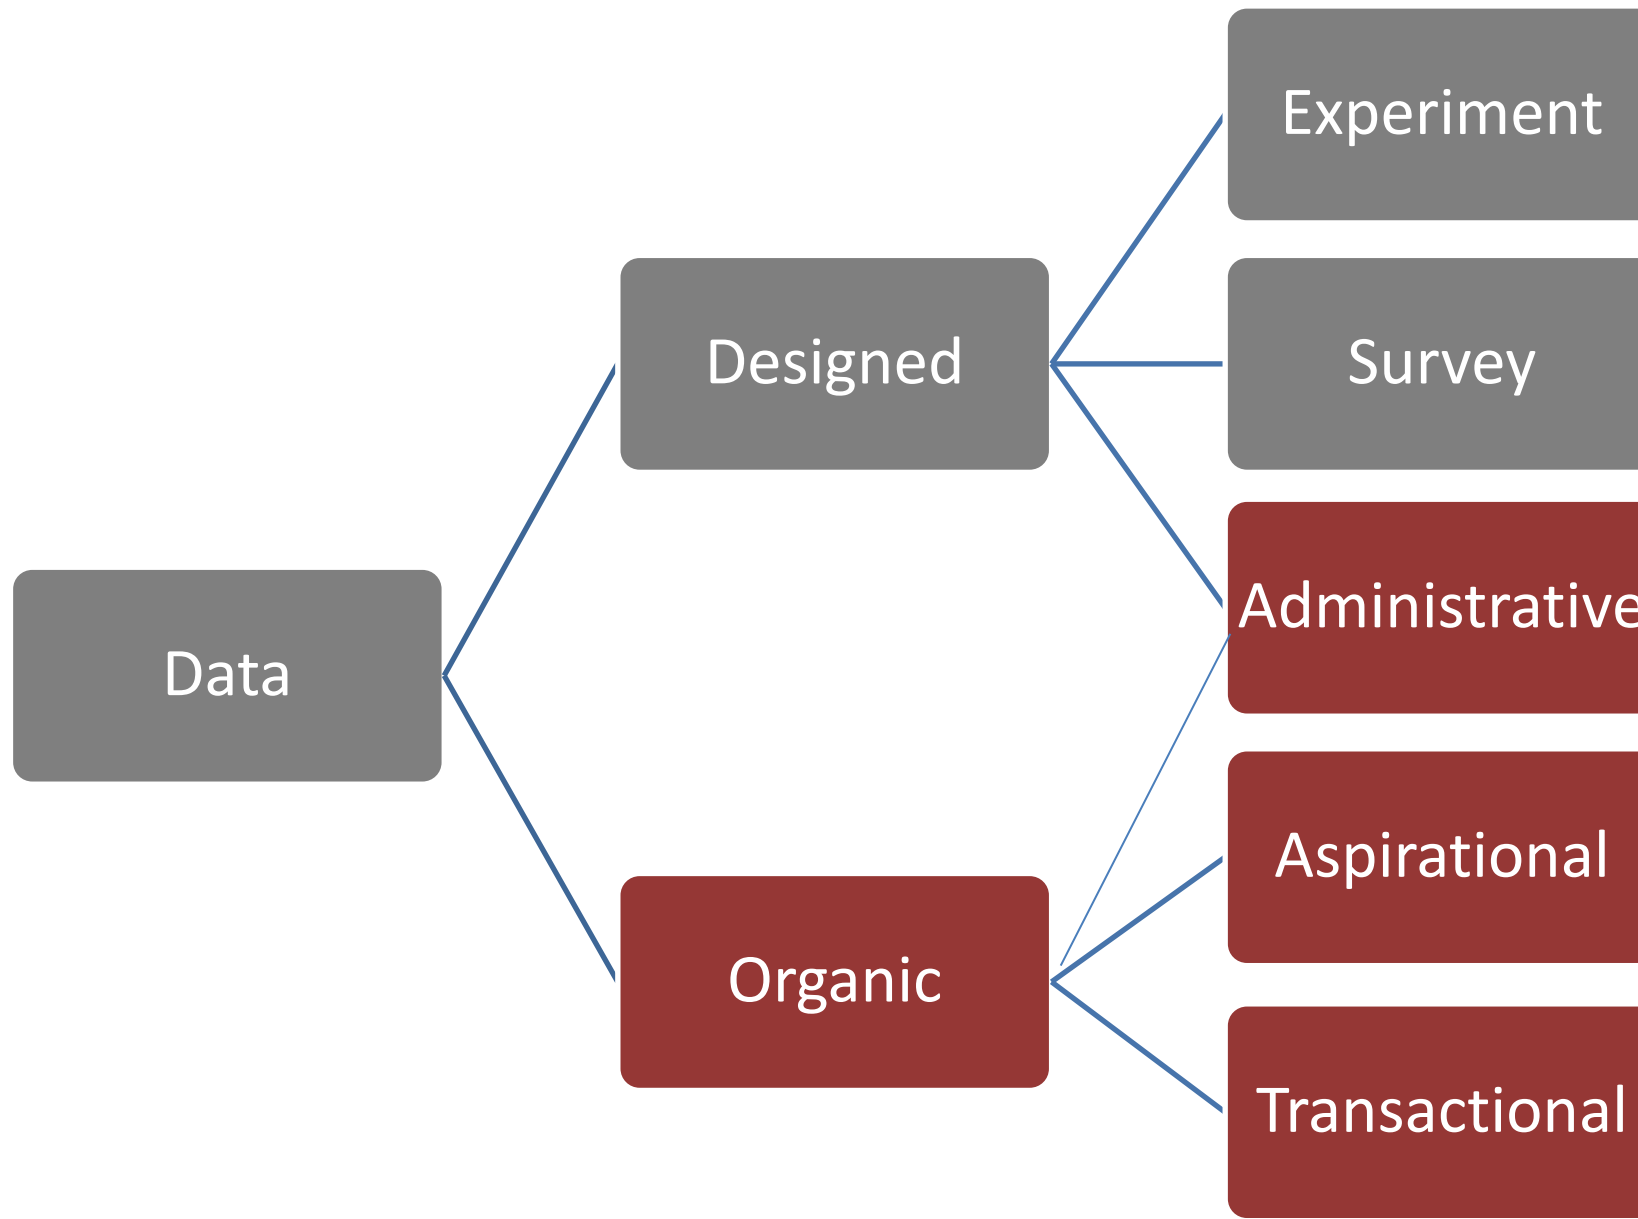 Experiment
Designed
Survey
Administrative
Data
Aspirational
Organic
Transactional